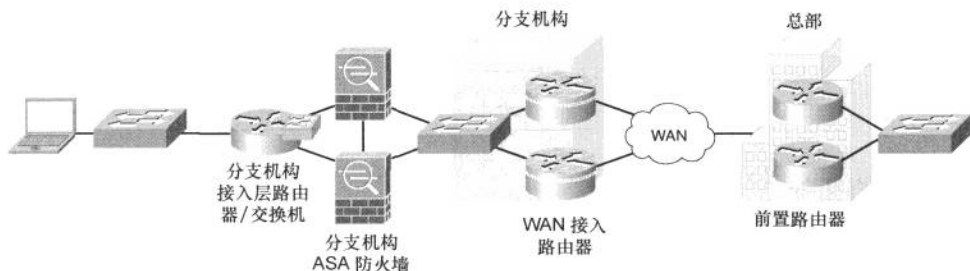 分支机构
总部
WAN
分支机构
接入层路由
器/交换机
分支机构
ASA 防火墙
WAN 接入
路由器
前置路由器